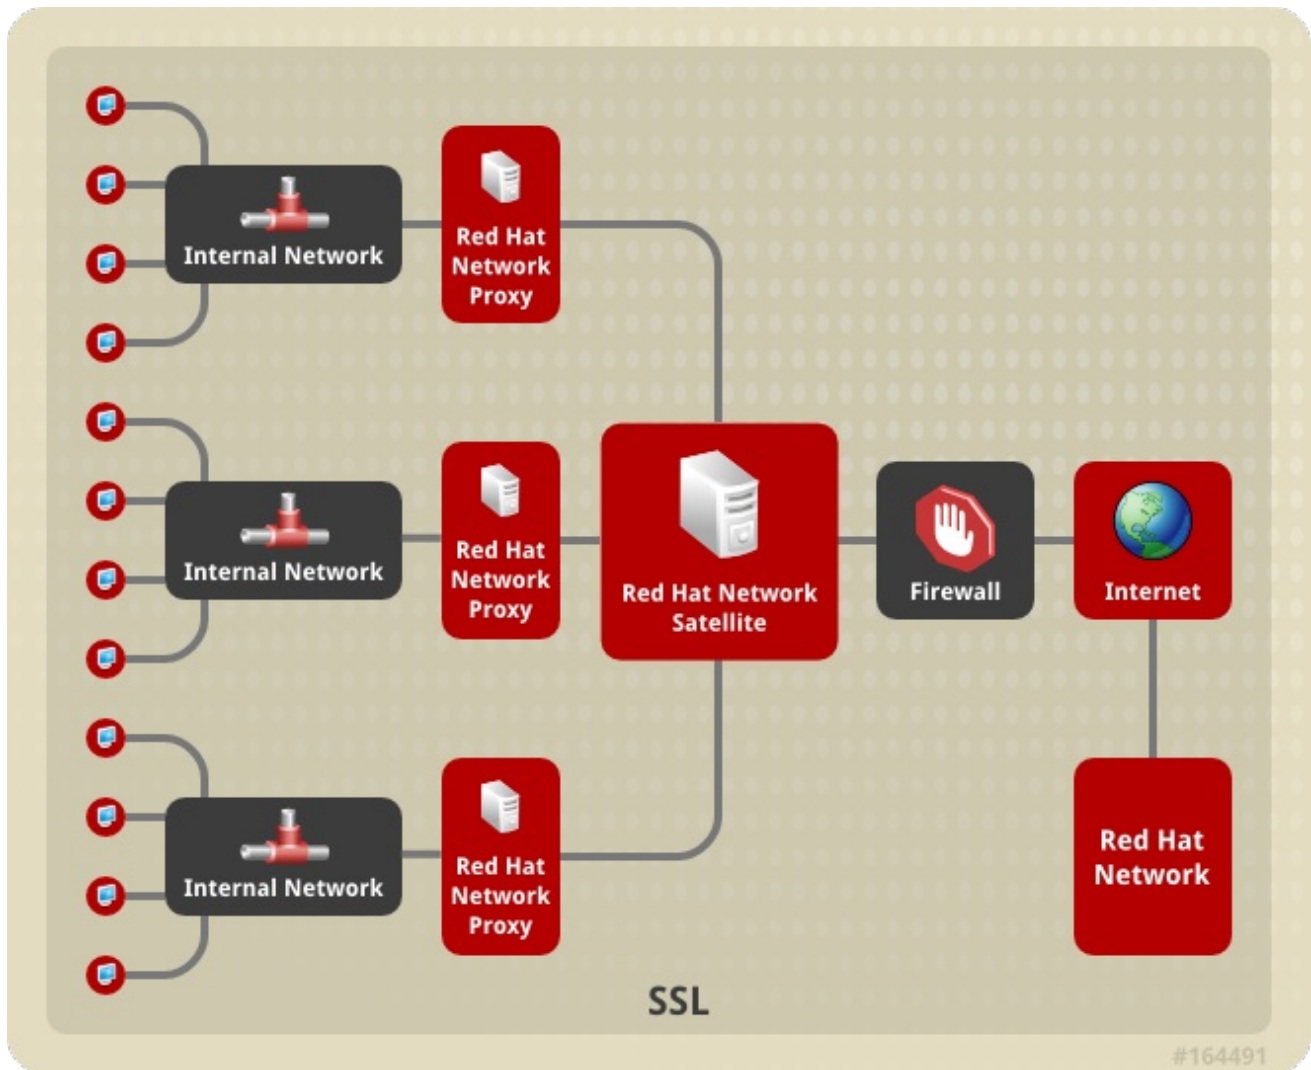 Internal Network
Red Hat
Network
Proxy
Internal Network
Red Hat
Network
Proxy
Red Hat Network
Satellite
Firewall
Internet
Internal Network
Red Hat
Network
Proxy
Red Hat
Network
SSL
#164491